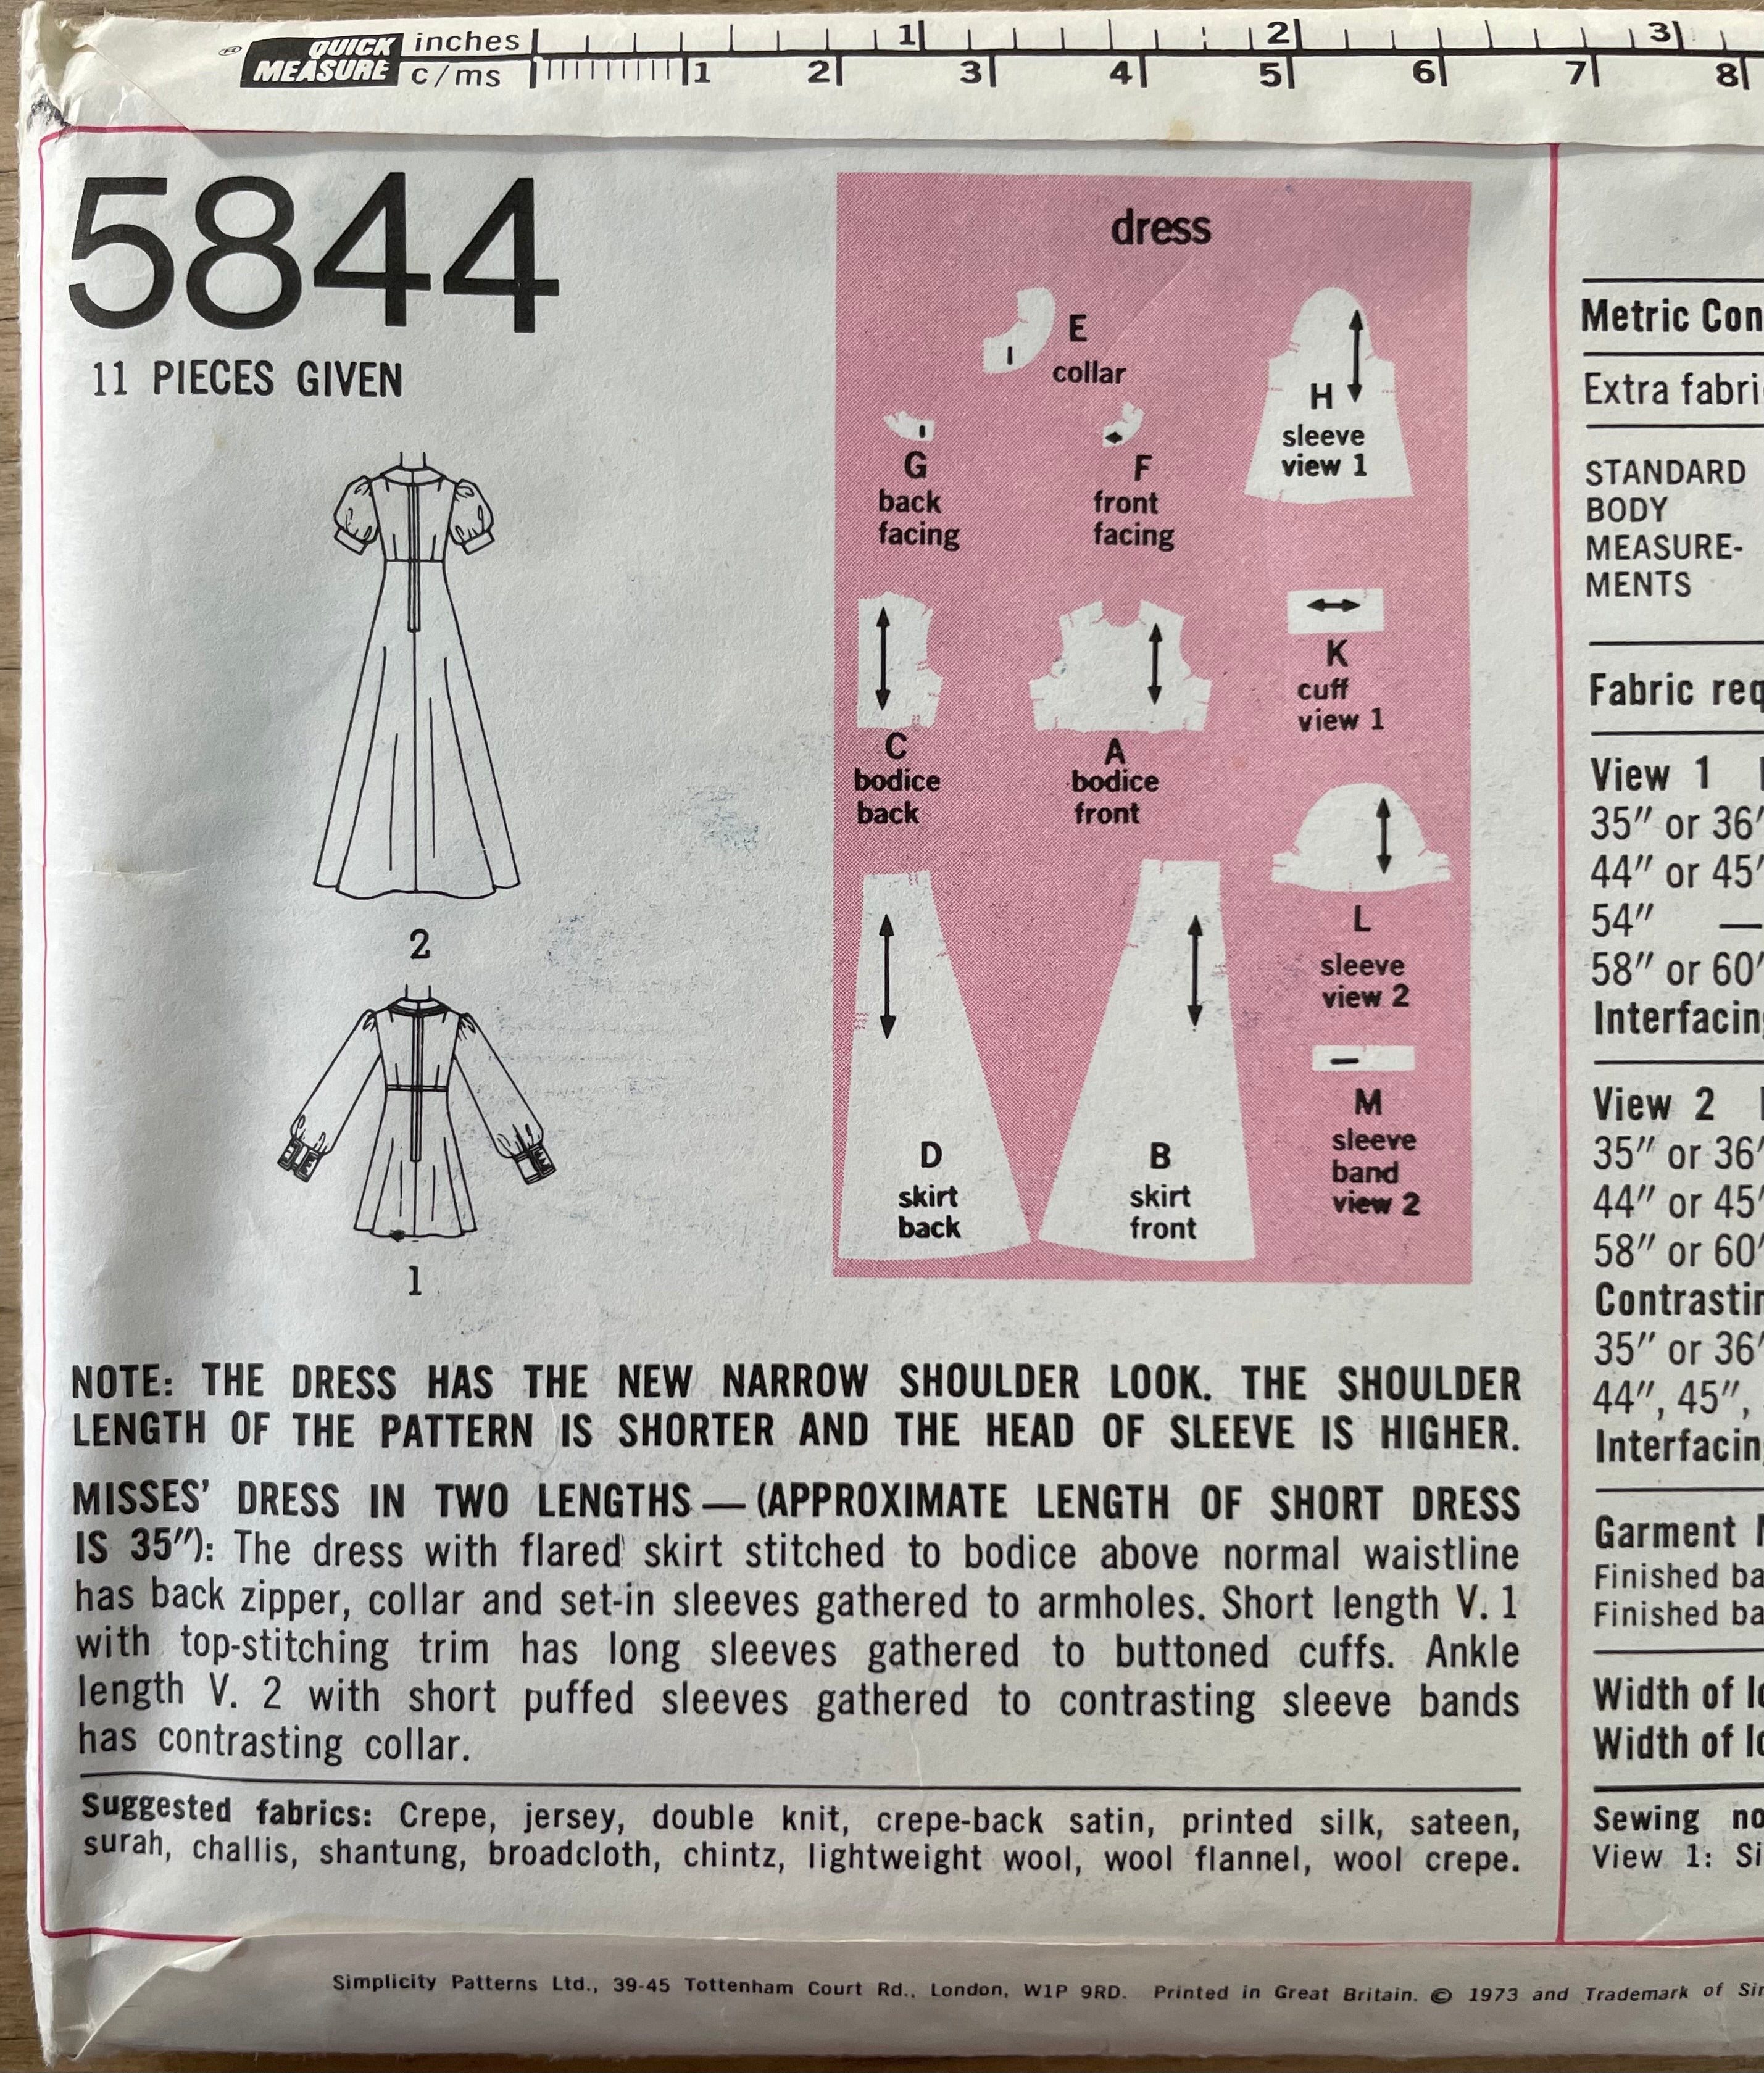 QUICK MEASURE
inches 1 2 3
c/ms 1 2 3 4 5 6 7 8
5844
11 PIECES GIVEN
2
1
dress
E
collar
H
sleeve
view 1
G
back
facing
F
front
facing
K
cuff
view 1
C
bodice
back
A
bodice
front
L
sleeve
view 2
M
sleeve
band
view 2
D
skirt
back
B
skirt
front
NOTE: THE DRESS HAS THE NEW NARROW SHOULDER LOOK. THE SHOULDER
LENGTH OF THE PATTERN IS SHORTER AND THE HEAD OF SLEEVE IS HIGHER.
MISSES' DRESS IN TWO LENGTHS — (APPROXIMATE LENGTH OF SHORT DRESS
IS 35"): The dress with flared skirt stitched to bodice above normal waistline
has back zipper, collar and set-in sleeves gathered to armholes. Short length V. 1
with top-stitching trim has long sleeves gathered to buttoned cuffs. Ankle
length V. 2 with short puffed sleeves gathered to contrasting sleeve bands
has contrasting collar.
Suggested fabrics: Crepe, jersey, double knit, crepe-back satin, printed silk, sateen,
surah, challis, shantung, broadcloth, chintz, lightweight wool, wool flannel, wool crepe.
Metric Con
Extra fabri
STANDARD
BODY
MEASURE-
MENTS
Fabric req
View 1
35" or 36"
44" or 45"
54" —
58" or 60"
Interfacin
View 2
35" or 36"
44" or 45"
58" or 60"
Contrastin
35" or 36"
44", 45",
Interfacin
Garment
Finished ba
Finished ba
Width of lo
Width of lo
Sewing no
View 1: Si
Simplicity Patterns Ltd., 39-45 Tottenham Court Rd., London, W1P 9RD. Printed in Great Britain. © 1973 and Trademark of Sim